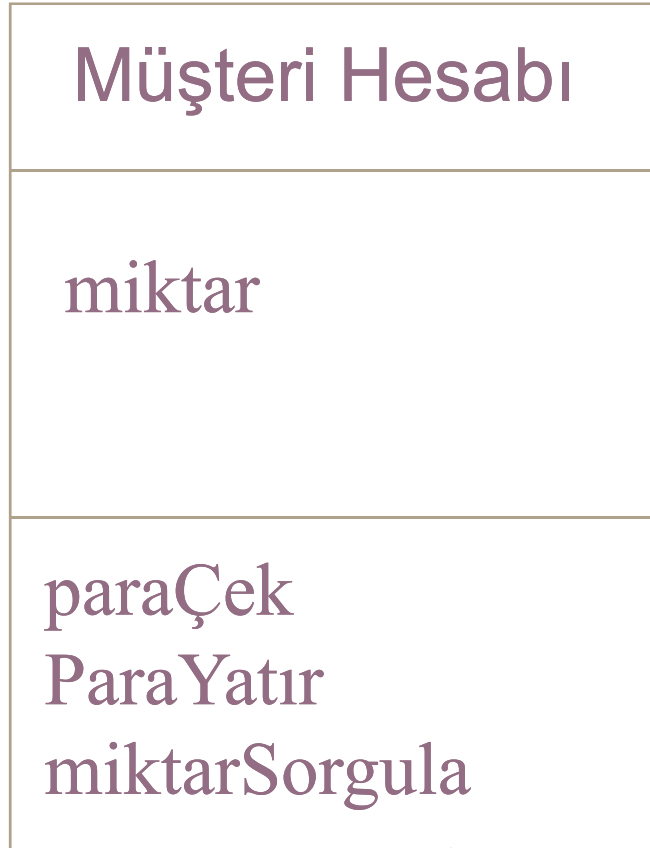 Müşteri Hesabı
miktar
paraÇek
ParaYatır
miktarSorgula